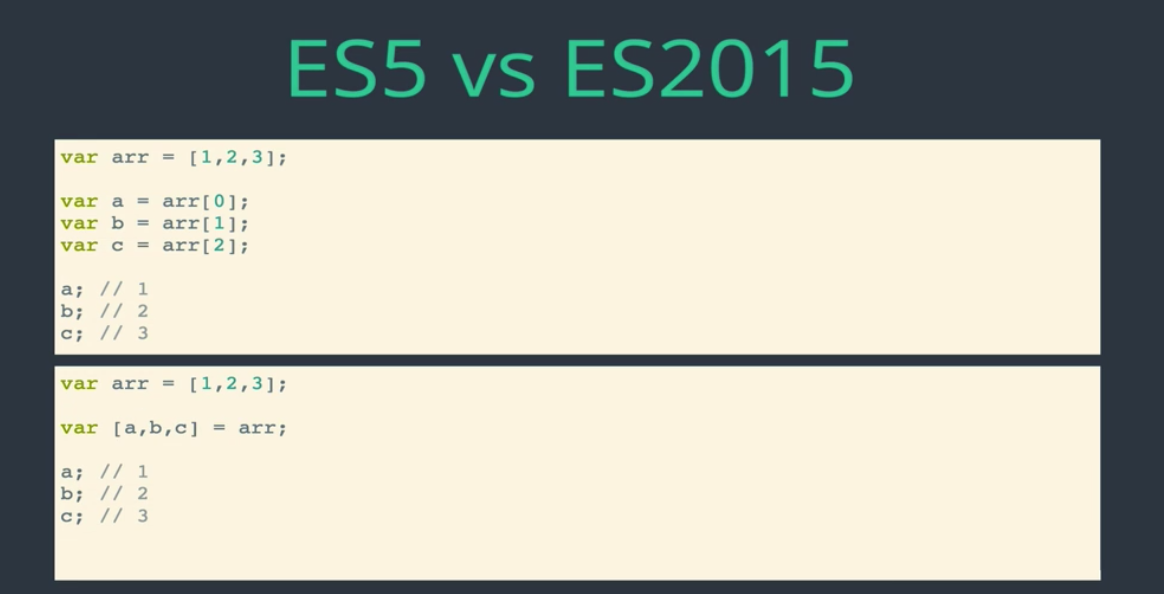 ES5 vs ES2015
var arr = [1,2,3];
var a = arr[0];
var b = arr[1];
var c = arr[2];
a; // 1
b; // 2
c; // 3
var arr = [1,2,3];
var [a,b,c] = arr;
a; // 1
b; // 2
c; // 3